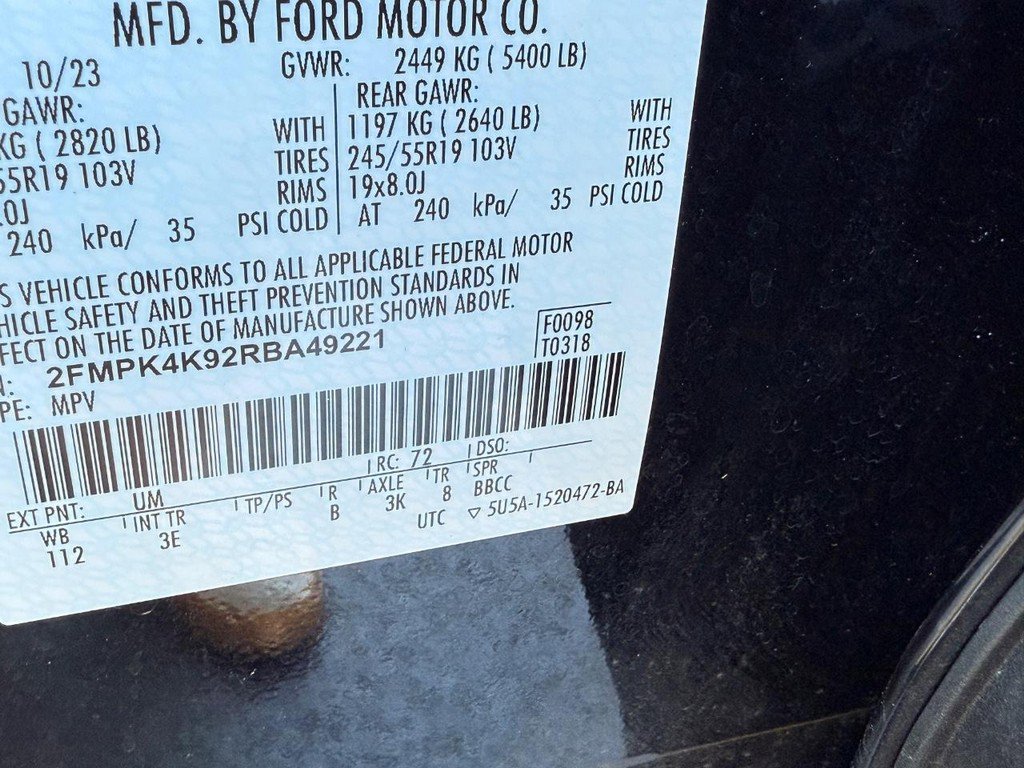 MFD. BY FORD MOTOR CO.
10/23 GVWR: 2449 KG ( 5400 LB)
GAWR: REAR GAWR:
KG ( 2820 LB) WITH 1197 KG ( 2640 LB) WITH
55R19 103V TIRES 245/55R19 103V TIRES
.0J RIMS 19x8.0J RIMS
240 kPa/ 35 PSI COLD AT 240 kPa/ 35 PSI COLD
S VEHICLE CONFORMS TO ALL APPLICABLE FEDERAL MOTOR
HICLE SAFETY AND THEFT PREVENTION STANDARDS IN
FECT ON THE DATE OF MANUFACTURE SHOWN ABOVE.
: 2FMPK4K92RBA49221 F0098
PE: MPV T0318
RC: 72 DSO:
EXT PNT: UM
WB INT TR TP/PS R AXLE TR SPR
112 3E B 3K 8 BBCC
UTC ▽ 5U5A-1520472-BA